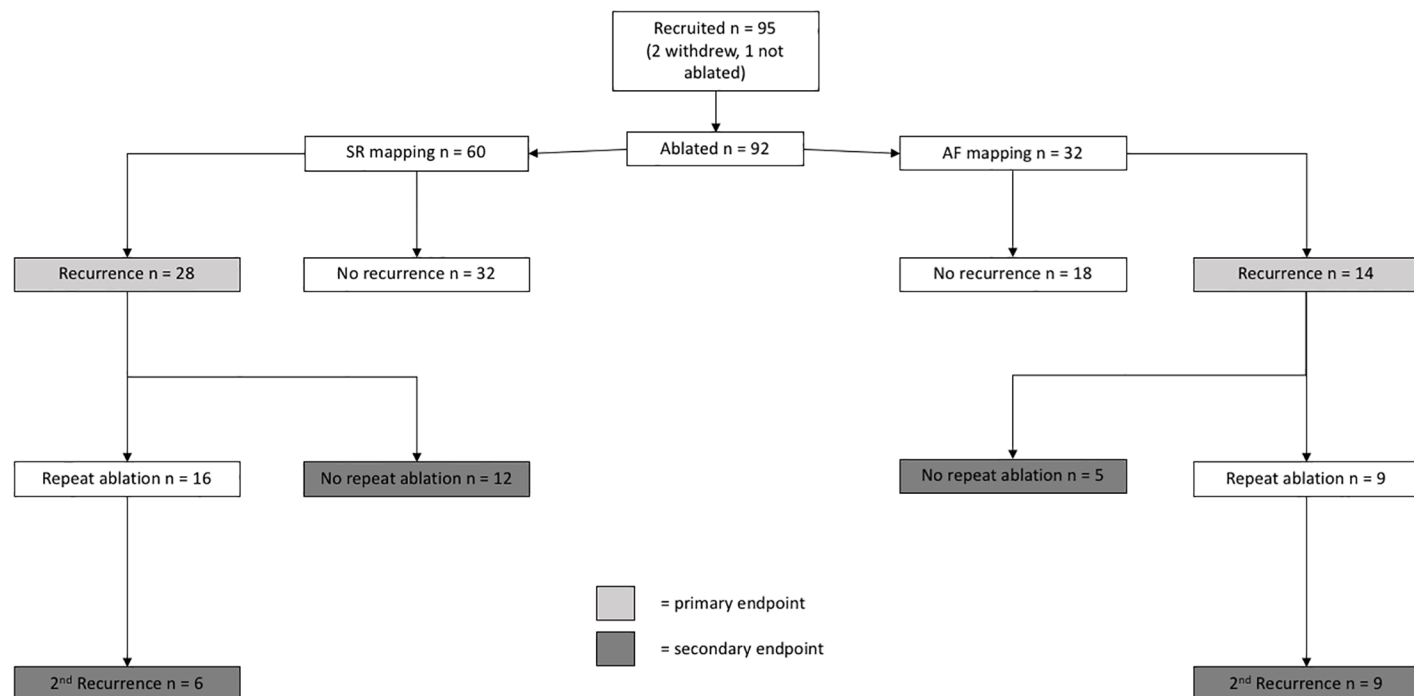 Recruited n = 95
(2 withdrew, 1 not
ablated)
SR mapping n = 60
Ablated n = 92
AF mapping n = 32
Recurrence n = 28
No recurrence n = 32
No recurrence n = 18
Recurrence n = 14
Repeat ablation n = 16
No repeat ablation n = 12
No repeat ablation n = 5
Repeat ablation n = 9
= primary endpoint
= secondary endpoint
2nd Recurrence n = 6
2nd Recurrence n = 9